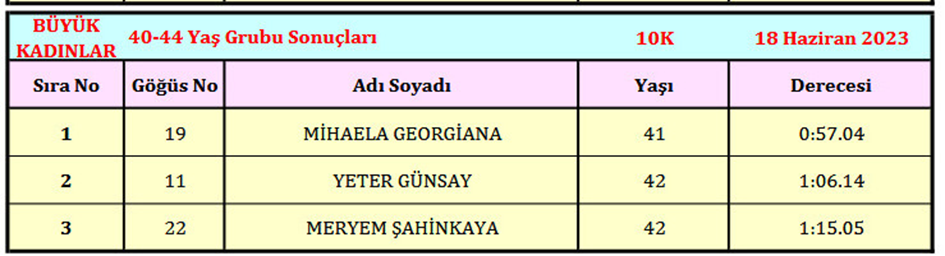 BÜYÜK KADINLAR 40-44 Yaş Grubu Sonuçları 10K 18 Haziran 2023
Sıra No Göğüs No Adı Soyadı Yaşı Derecesi
1 19 MİHAELA GEORGİANA 41 0:57.04
2 11 YETER GÜNSAY 42 1:06.14
3 22 MERYEM ŞAHİNKAYA 42 1:15.05